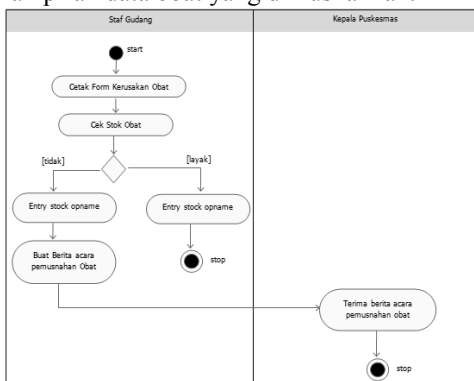 Staf Gudang
Kepala Puskesmas
start
Cetak Form Kerusakan Obat
Cek Stok Obat
[tidak]
[layak]
Entry stock opname
Entry stock opname
Buat Berita acara
pemusnahan Obat
stop
Terima berita acara
pemusnahan obat
stop